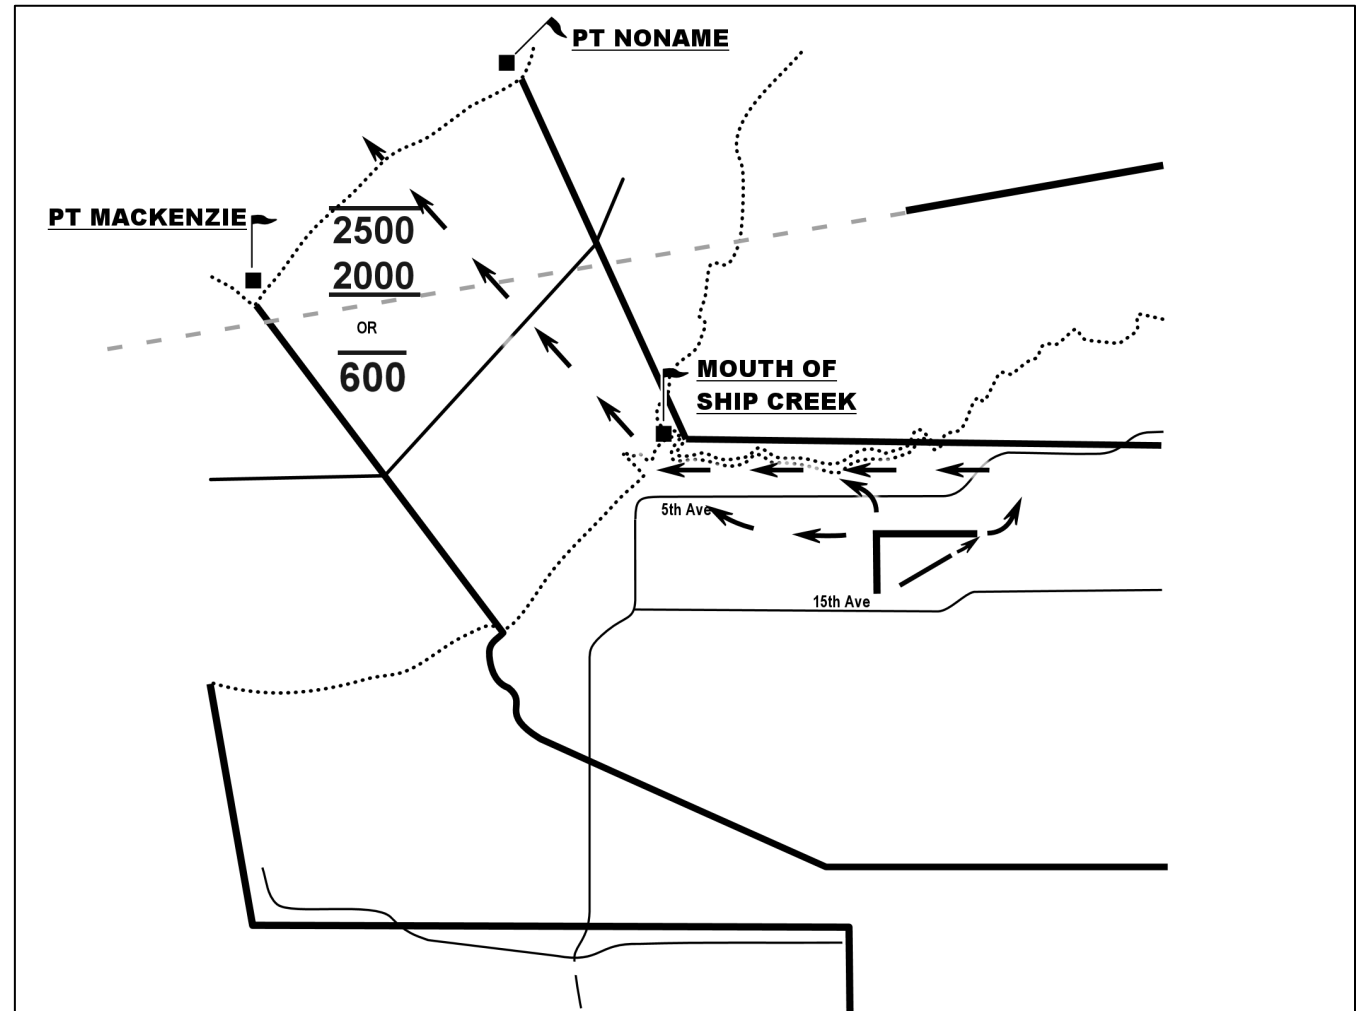 PT NONAME
PT MACKENZIE
2500
2000
OR
600
MOUTH OF
SHIP CREEK
5th Ave
15th Ave